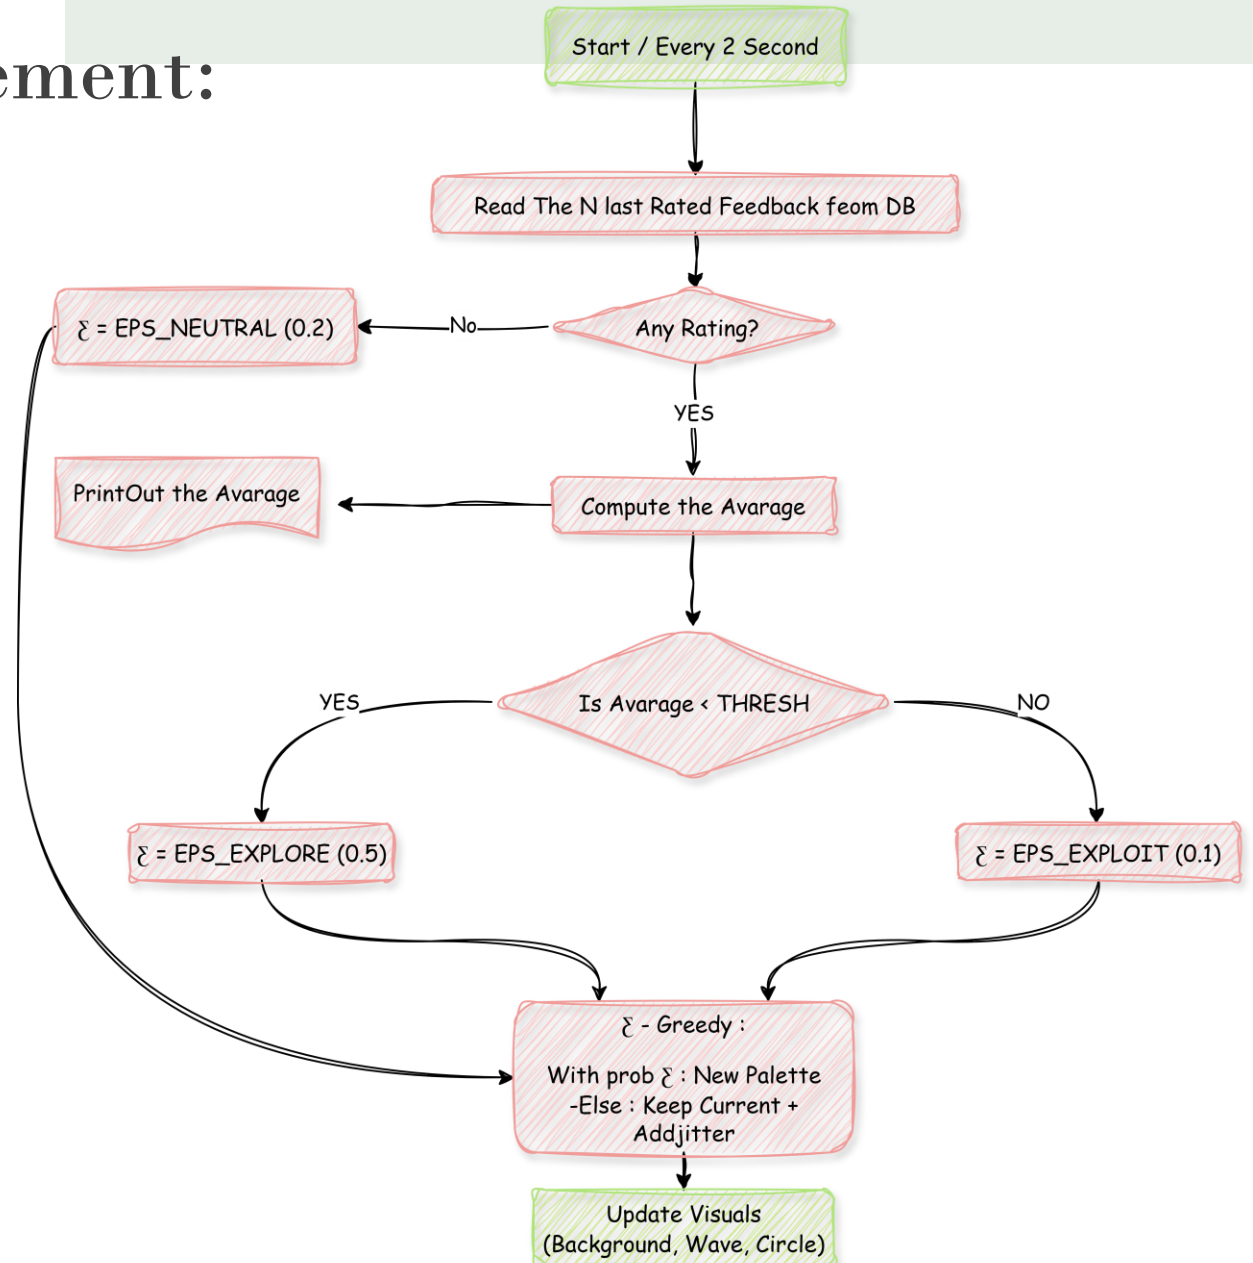 ement:
Start / Every 2 Second
Read The N last Rated Feedback feom DB
Any Rating?
No
Ƹ = EPS_NEUTRAL (0.2)
YES
Compute the Avarage
PrintOut the Avarage
Is Avarage < THRESH
YES
NO
Ƹ = EPS_EXPLORE (0.5)
Ƹ = EPS_EXPLOIT (0.1)
Ƹ - Greedy :
With prob Ƹ : New Palette
-Else : Keep Current +
Addjitter
Update Visuals
(Background, Wave, Circle)